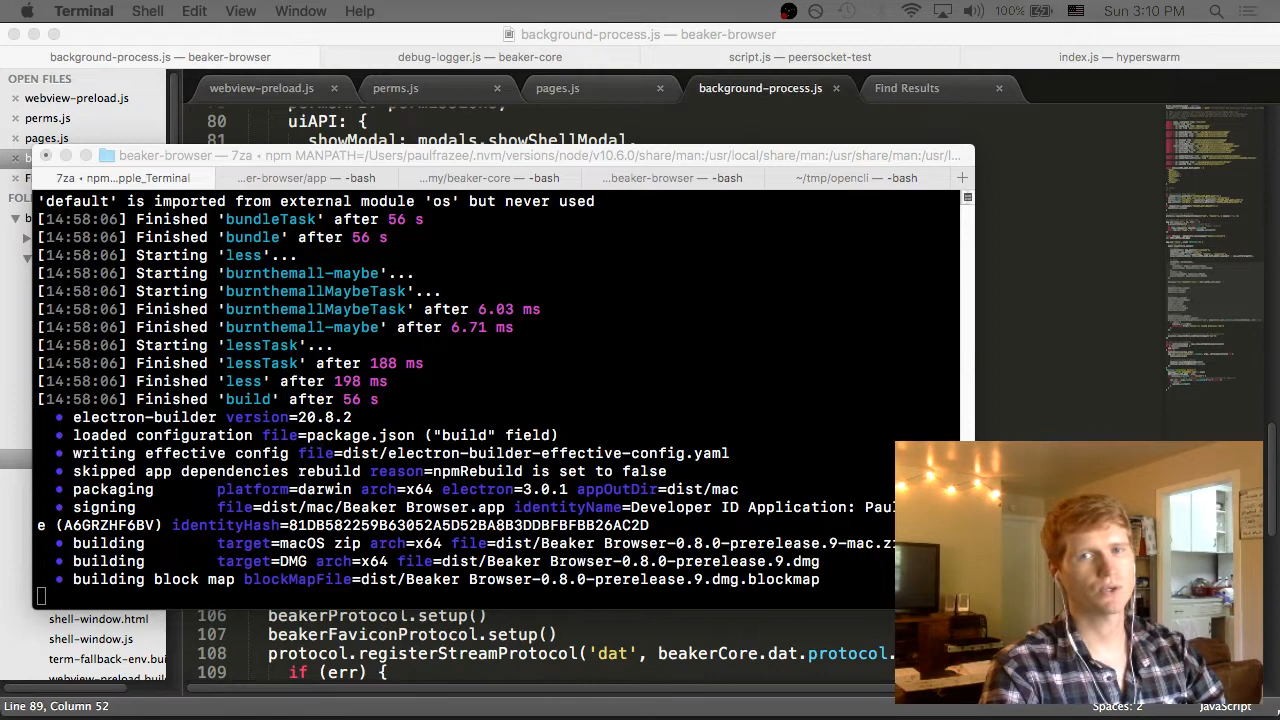 Terminal Shell Edit View Window Help 100% Sun 3:10 PM
background-process.js — beaker-browser
background-process.js — beaker-browser debug-logger.js — beaker-core script.js — peersocket-test index.js — hyperswarm
OPEN FILES
webview-preload.js
perms.js
pages.js
webview-preload.js perms.js pages.js background-process.js Find Results
80 uiAPI: {
81 showModal: modals.
beaker-browser — 7za ◂ npm MANPATH=/Users/paulfrazee/.nvm/versions/node/v10.6.0/share/man:/usr/local/share/man:/usr/share/man:/usr/l...
7za ◂ npm...pple_Terminal ...er-browser/app — -bash ...my/beaker — -bash ...beaker-browser — -bash ~/tmp/opencli — -bash
'default' is imported from external module 'os' but never used
[14:58:06] Finished 'bundleTask' after 56 s
[14:58:06] Finished 'bundle' after 56 s
[14:58:06] Starting 'less'...
[14:58:06] Starting 'burnthemall-maybe'...
[14:58:06] Starting 'burnthemallMaybeTask'...
[14:58:06] Finished 'burnthemallMaybeTask' after 6.03 ms
[14:58:06] Finished 'burnthemall-maybe' after 6.71 ms
[14:58:06] Starting 'lessTask'...
[14:58:06] Finished 'lessTask' after 188 ms
[14:58:06] Finished 'less' after 198 ms
[14:58:06] Finished 'build' after 56 s
• electron-builder version=20.8.2
• loaded configuration file=package.json ("build" field)
• writing effective config file=dist/electron-builder-effective-config.yaml
• skipped app dependencies rebuild reason=npmRebuild is set to false
• packaging platform=darwin arch=x64 electron=3.0.1 appOutDir=dist/mac
• signing file=dist/mac/Beaker Browser.app identityName=Developer ID Application: Pau
e (A6GRZHF6BV) identityHash=81DB582259B63052A5D52BA8B3DDBFBFBB26AC2D
• building target=macOS zip arch=x64 file=dist/Beaker Browser-0.8.0-prerelease.9-mac.z
• building target=DMG arch=x64 file=dist/Beaker Browser-0.8.0-prerelease.9.dmg
• building block map blockMapFile=dist/Beaker Browser-0.8.0-prerelease.9.dmg.blockmap
106 beakerProtocol.setup()
107 beakerFaviconProtocol.setup()
108 protocol.registerStreamProtocol('dat', beakerCore.dat.protocol.
109 if (err) {
shell-window.html
shell-window.js
term-fallback-env.bui
webview-preload.buil
Line 89, Column 52 Spaces: 2 JavaScript